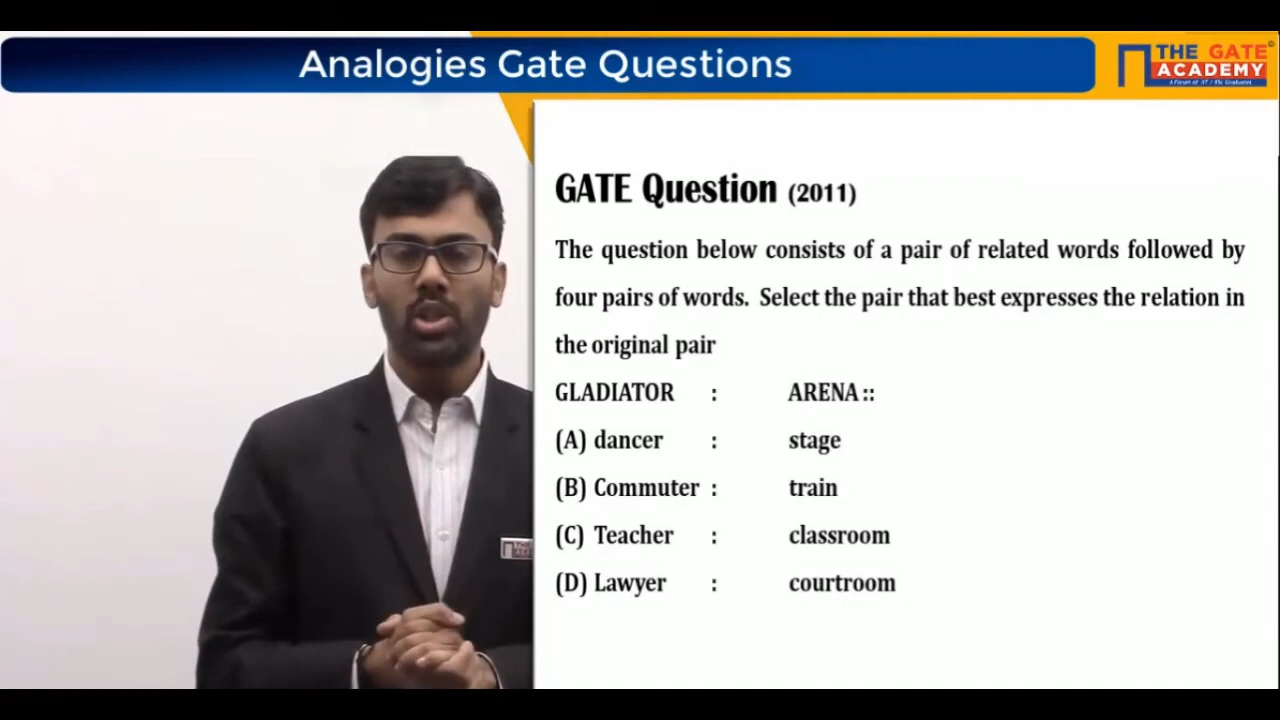 Analogies Gate Questions
THE GATE
ACADEMY
GATE Question (2011)
The question below consists of a pair of related words followed by
four pairs of words. Select the pair that best expresses the relation in
the original pair
GLADIATOR : ARENA ::
(A) dancer : stage
(B) Commuter : train
(C) Teacher : classroom
(D) Lawyer : courtroom